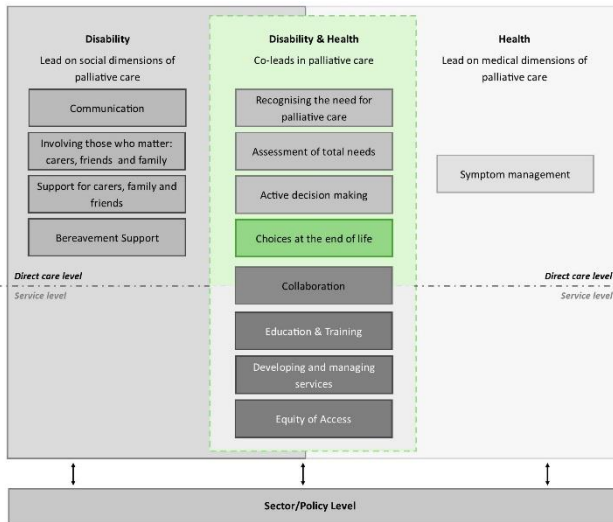 Disability
Lead on social dimensions of
palliative care
Communication
Involving those who matter:
carers, friends and family
Support for carers, family and
friends
Bereavement Support
Disability & Health
Co-leads in palliative care
Recognising the need for
palliative care
Assessment of total needs
Active decision making
Choices at the end of life
Health
Lead on medical dimensions of
palliative care
Symptom management
Direct care level
Service level
Direct care level
Service level
Collaboration
Education & Training
Developing and managing
services
Equity of Access
Sector/Policy Level